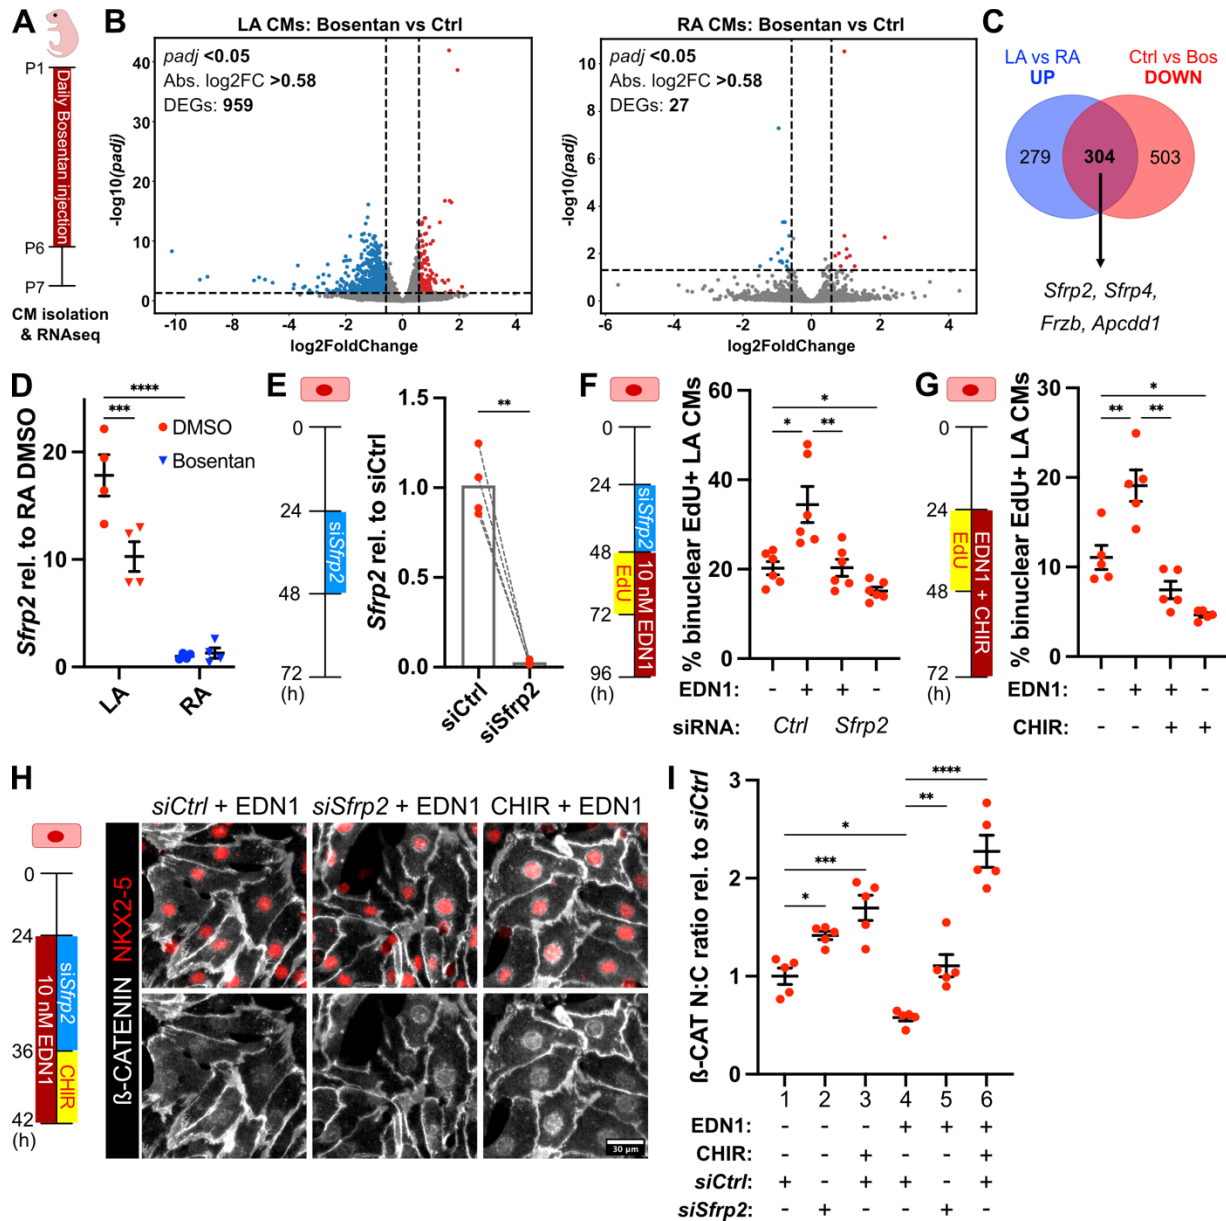 A
P1
Daily Bosentan injection
P6
P7
CM isolation
& RNAseq
B
LA CMs: Bosentan vs Ctrl
padj <0.05
Abs. log2FC >0.58
DEGs: 959
-log10(padj)
40
30
20
10
0
-10 -8 -6 -4 -2 0 2 4
log2FoldChange
RA CMs: Bosentan vs Ctrl
padj <0.05
Abs. log2FC >0.58
DEGs: 27
-log10(padj)
10
8
6
4
2
0
-6 -4 -2 0 2 4
log2FoldChange
C
LA vs RA
UP
Ctrl vs Bos
DOWN
279 304 503
Sfrp2, Sfrp4,
Frzb, Apcdd1
D
Sfrp2 rel. to RA DMSO
****
***
DMSO
Bosentan
20
10
0
LA RA
E
0
24
48
72
(h)
siSfrp2
Sfrp2 rel. to siCtrl
**
1.0
0.5
0.0
siCtrl
siSfrp2
F
0
24
48
72
96
(h)
siSfrp2
EdU
10 nM EDN1
% binuclear EdU+ LA CMs
60
40
20
0
*
* **
EDN1: - + + -
siRNA: Ctrl Sfrp2
G
0
24
48
72
(h)
EdU
EDN1 + CHIR
% binuclear EdU+ LA CMs
30
20
10
0
*
** **
EDN1: - + + -
CHIR: - - + +
H
0
24
36
42
(h)
10 nM EDN1
siSfrp2
CHIR
siCtrl + EDN1
siSfrp2 + EDN1
CHIR + EDN1
ß-CATENIN NKX2-5
30 µm
I
ß-CAT N:C ratio rel. to siCtrl
3
2
1
0
****
**
*
***
*
1 2 3 4 5 6
EDN1: - - - + + +
CHIR: - - + - - +
siCtrl: + - + + - +
siSfrp2: - + - - + -